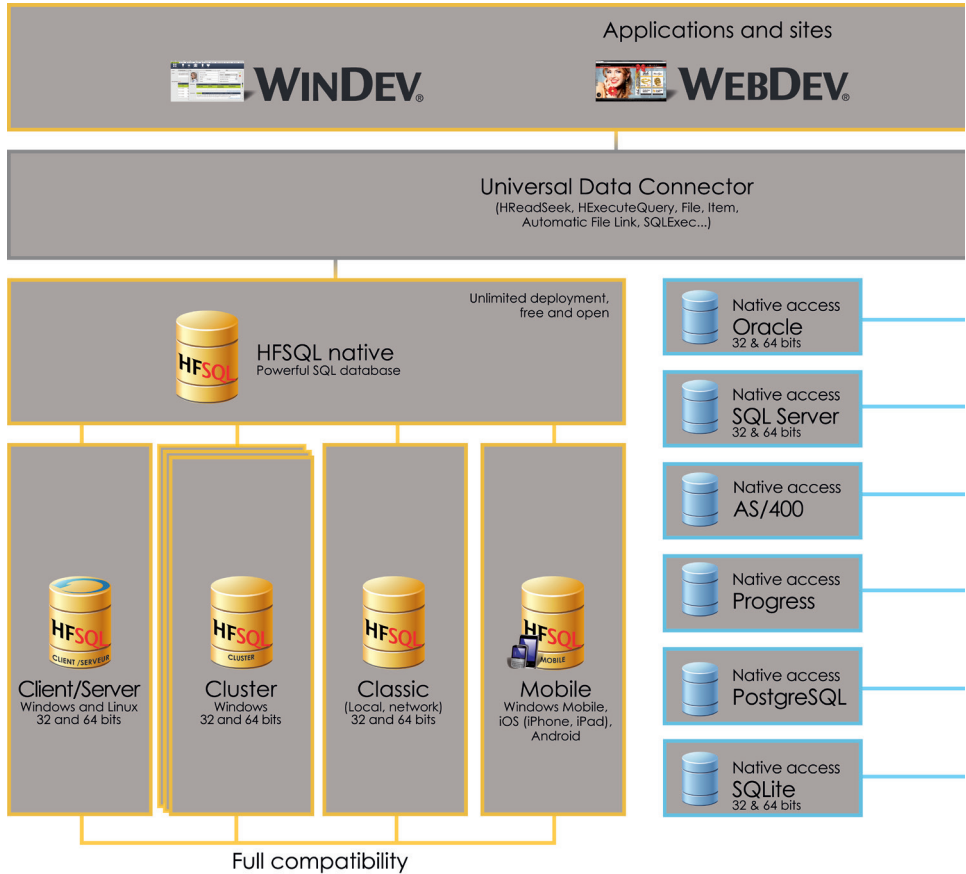 Applications and sites
WINDEV®
WEBDEV®
Universal Data Connector
(HReadSeek, HExecuteQuery, File, Item,
Automatic File Link, SQLExec...)
Unlimited deployment,
free and open
HFSQL
HFSQL native
Powerful SQL database
HFSQL
CLIENT /SERVEUR
Client/Server
Windows and Linux
32 and 64 bits
HFSQL
CLUSTER
Cluster
Windows
32 and 64 bits
HFSQL
Classic
(Local, network)
32 and 64 bits
HFSQL
MOBILE
Mobile
Windows Mobile,
iOS (iPhone, iPad),
Android
Full compatibility
Native access
Oracle
32 & 64 bits
Native access
SQL Server
32 & 64 bits
Native access
AS/400
Native access
Progress
Native access
PostgreSQL
Native access
SQLite
32 & 64 bits